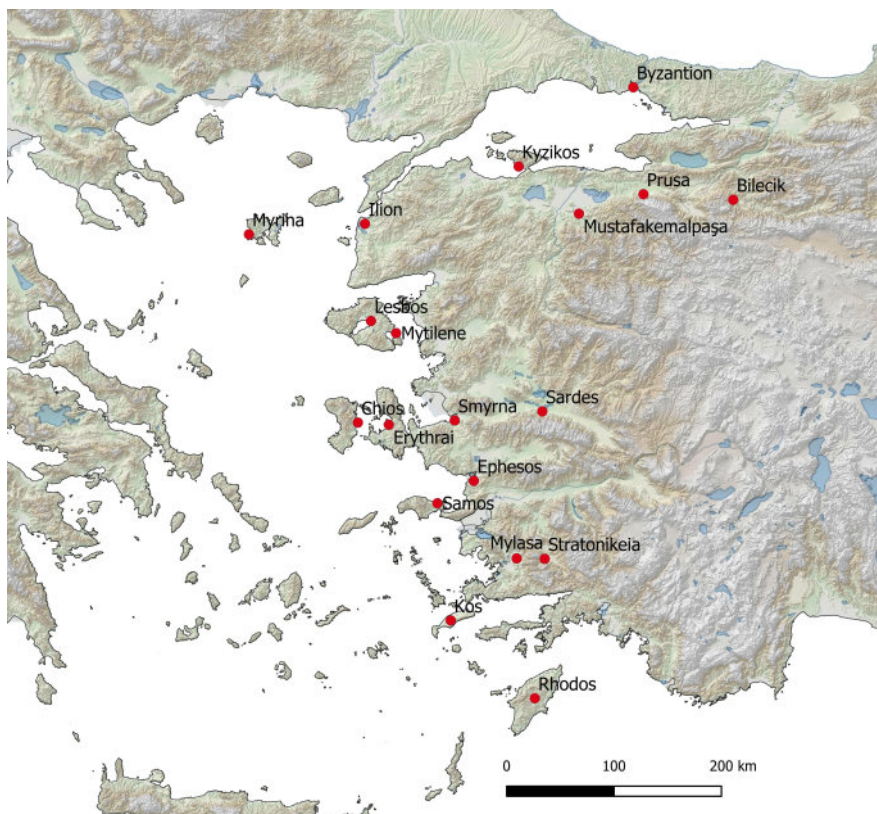 Byzantion
Kyzikos
Prusa
Bilecik
Myriha
Ilion
Mustafakemalpaşa
Lesbos
Mytilene
Chios
Erythrai
Smyrna
Sardes
Ephesos
Samos
Mylasa
Stratonikeia
Kos
Rhodos
0 100 200 km